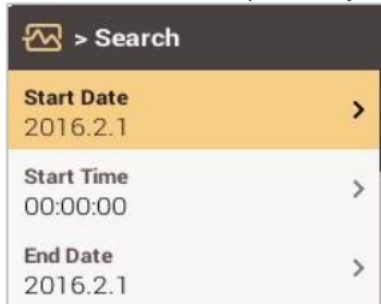 > Search
Start Date
2016.2.1
Start Time
00:00:00
End Date
2016.2.1